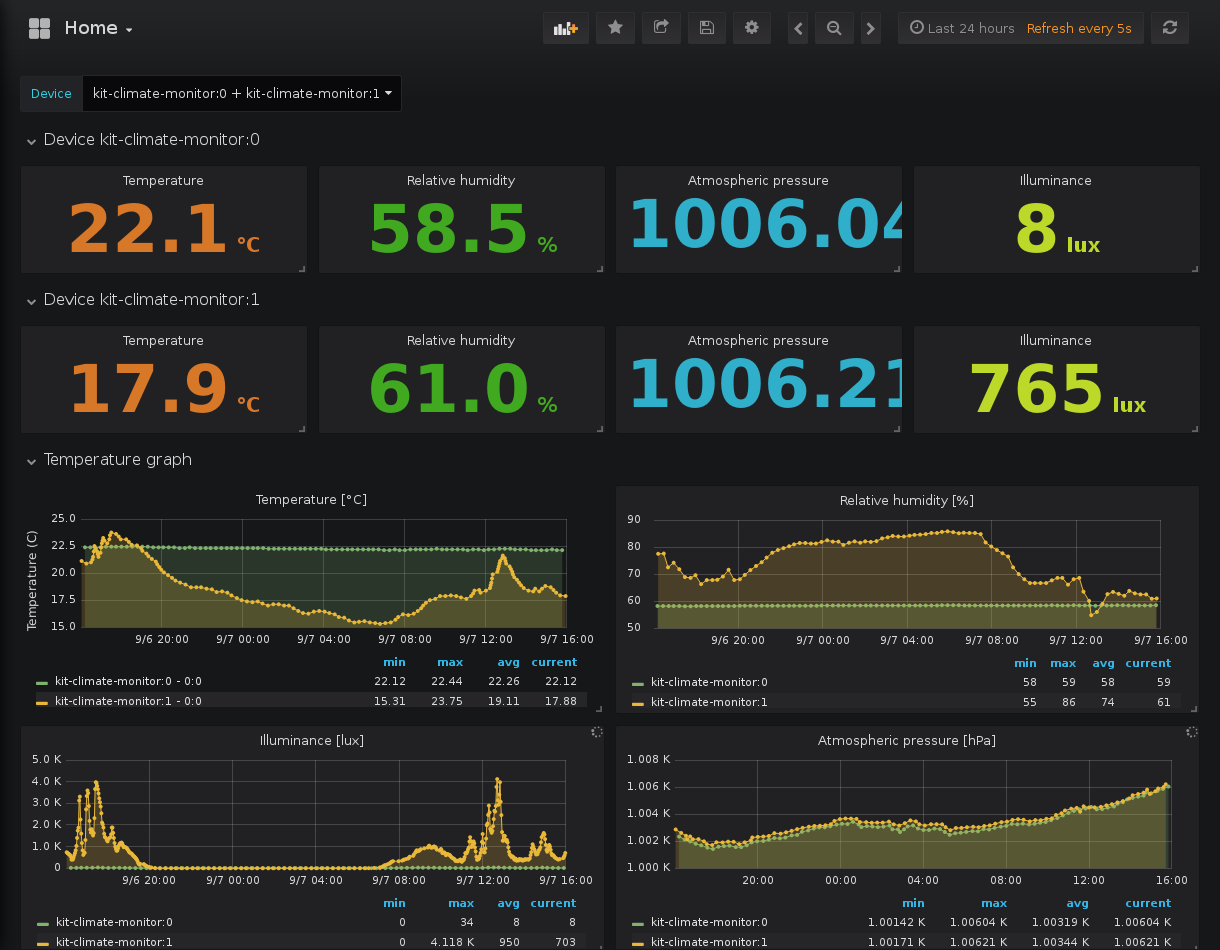 Home
Last 24 hours Refresh every 5s
Device kit-climate-monitor:0 + kit-climate-monitor:1
Device kit-climate-monitor:0
Temperature Relative humidity Atmospheric pressure Illuminance
22.1 °C 58.5 % 1006.04 8 lux
Device kit-climate-monitor:1
Temperature Relative humidity Atmospheric pressure Illuminance
17.9 °C 61.0 % 1006.21 765 lux
Temperature graph
Temperature [°C]
Temperature (C)
25.0
22.5
20.0
17.5
15.0
9/6 20:00 9/7 00:00 9/7 04:00 9/7 08:00 9/7 12:00 9/7 16:00
min max avg current
kit-climate-monitor:0 - 0:0 22.12 22.44 22.26 22.12
kit-climate-monitor:1 - 0:0 15.31 23.75 19.11 17.88
Relative humidity [%]
90
80
70
60
50
9/6 20:00 9/7 00:00 9/7 04:00 9/7 08:00 9/7 12:00 9/7 16:00
min max avg current
kit-climate-monitor:0 58 59 58 59
kit-climate-monitor:1 55 86 74 61
Illuminance [lux]
5.0 K
4.0 K
3.0 K
2.0 K
1.0 K
0
9/6 20:00 9/7 00:00 9/7 04:00 9/7 08:00 9/7 12:00 9/7 16:00
min max avg current
kit-climate-monitor:0 0 34 8 8
kit-climate-monitor:1 0 4.118 K 950 703
Atmospheric pressure [hPa]
1.008 K
1.006 K
1.004 K
1.002 K
1.000 K
20:00 00:00 04:00 08:00 12:00 16:00
min max avg current
kit-climate-monitor:0 1.00142 K 1.00604 K 1.00319 K 1.00604 K
kit-climate-monitor:1 1.00171 K 1.00621 K 1.00344 K 1.00621 K